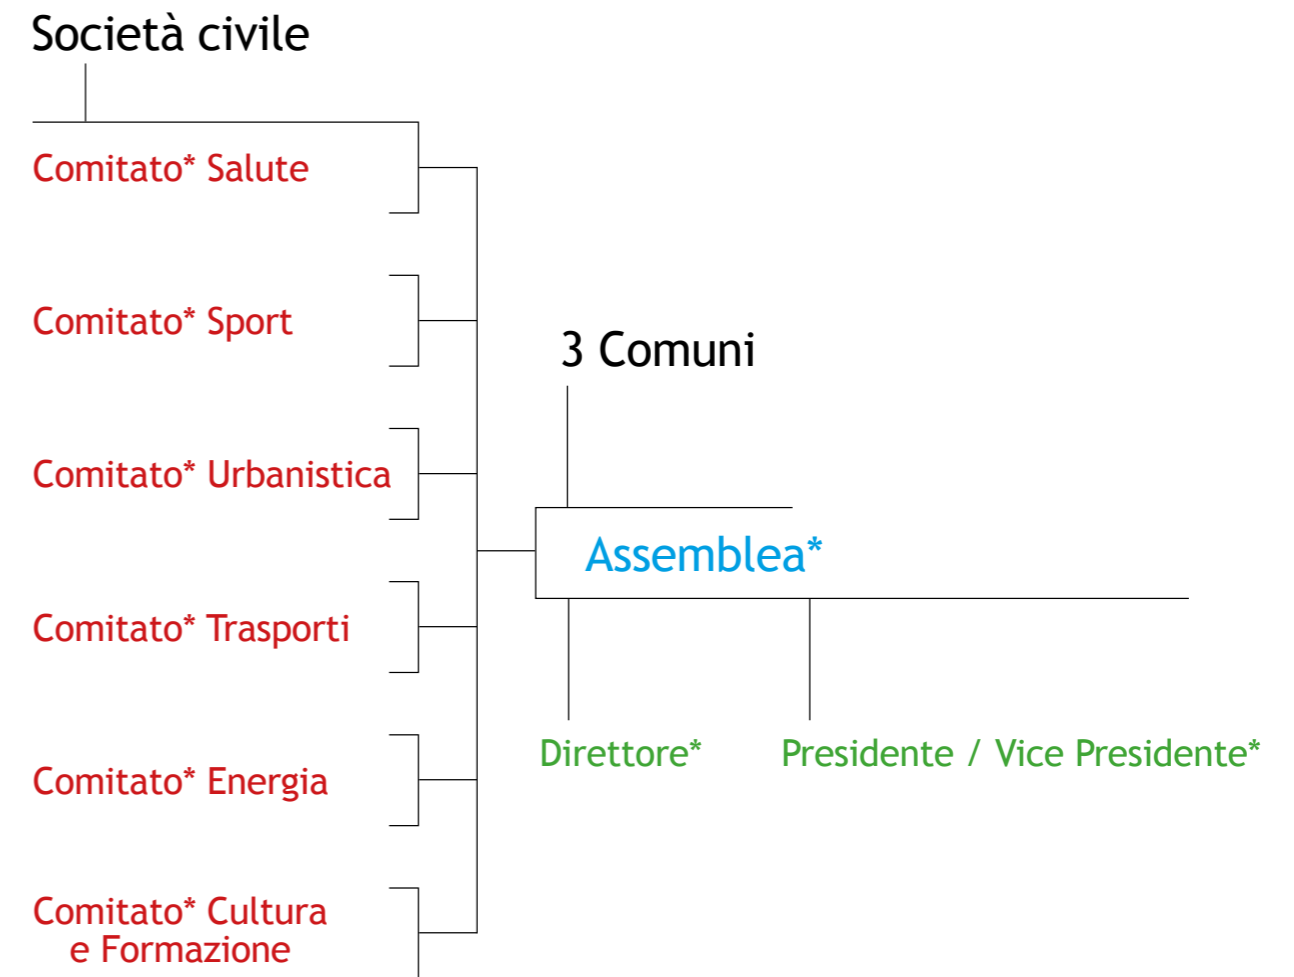 Società civile
Comitato* Salute
Comitato* Sport
Comitato* Urbanistica
Comitato* Trasporti
Comitato* Energia
Comitato* Cultura
e Formazione
3 Comuni
Assemblea*
Direttore*
Presidente / Vice Presidente*